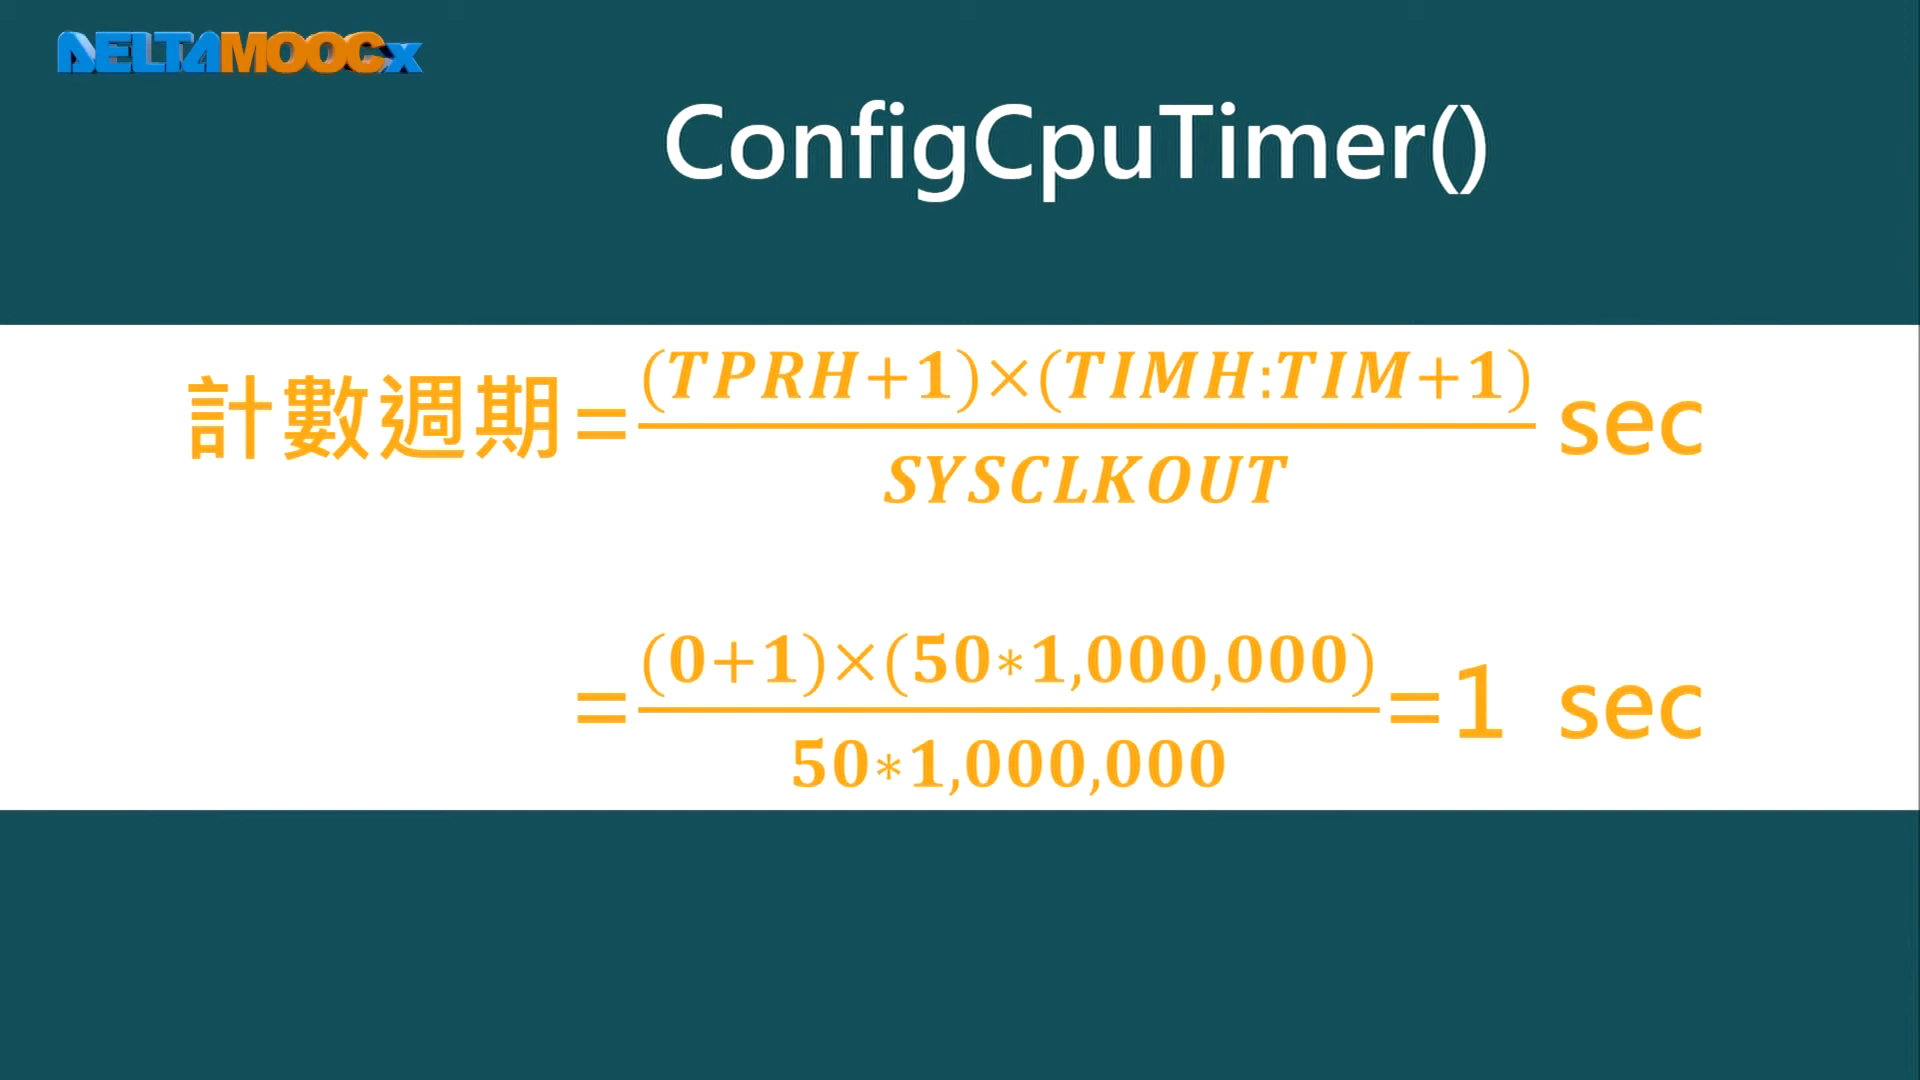 DELTAMOOCx
ConfigCpuTimer()
計數週期=(TPRH+1)×(TIMH:TIM+1)/SYSCLKOUT sec
=(0+1)×(50*1,000,000)/50*1,000,000=1 sec